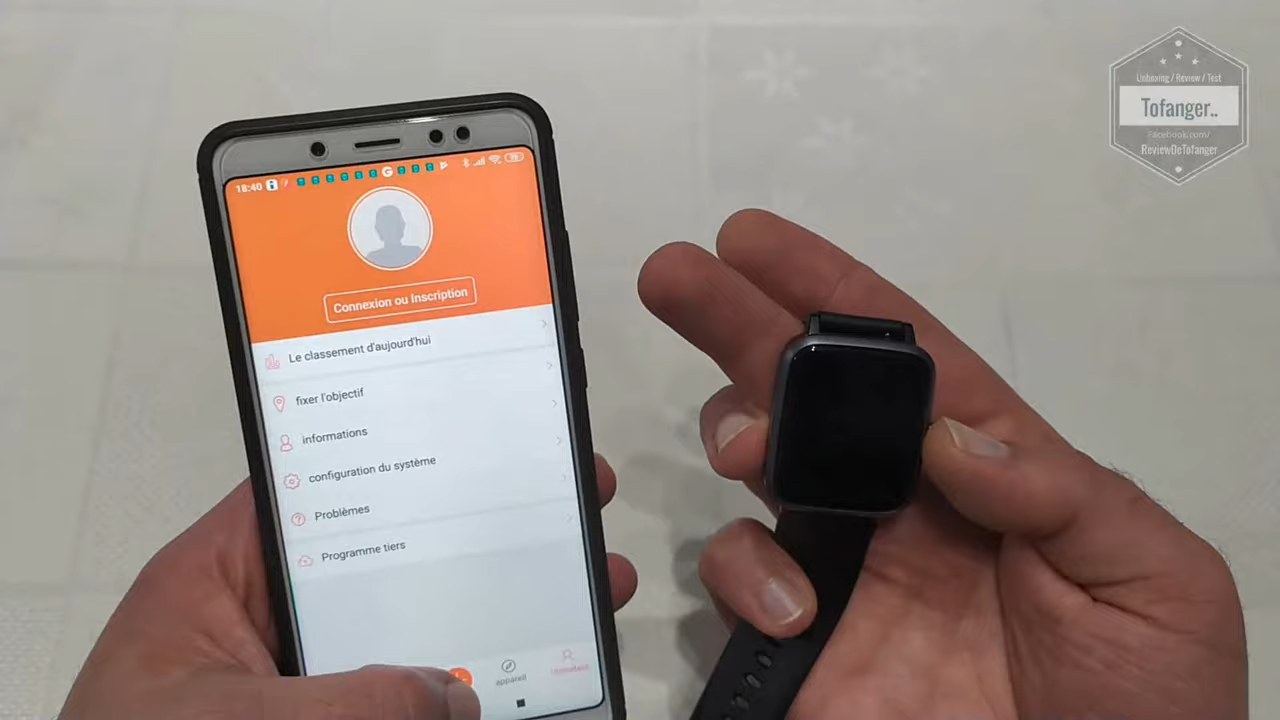 Unboxing / Review / Test
Tofanger..
Facebook.com/
ReviewDeTofanger
18:40
Connexion ou Inscription
Le classement d'aujourd'hui
fixer l'objectif
informations
configuration du système
Problèmes
Programme tiers
appareil